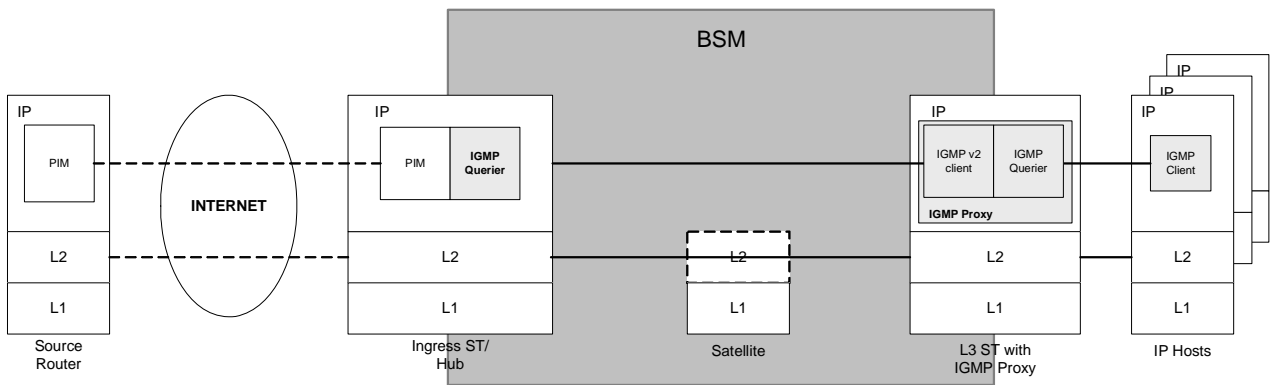 BSM
IP
PIM
L2
L1
Source
Router
INTERNET
IP
PIM
IGMP
Querier
L2
L1
Ingress ST/
Hub
L2
L1
Satellite
IP
IGMP v2
client
IGMP
Querier
IGMP Proxy
L2
L1
L3 ST with
IGMP Proxy
IP
IP
IP
IGMP
Client
L2
L1
IP Hosts